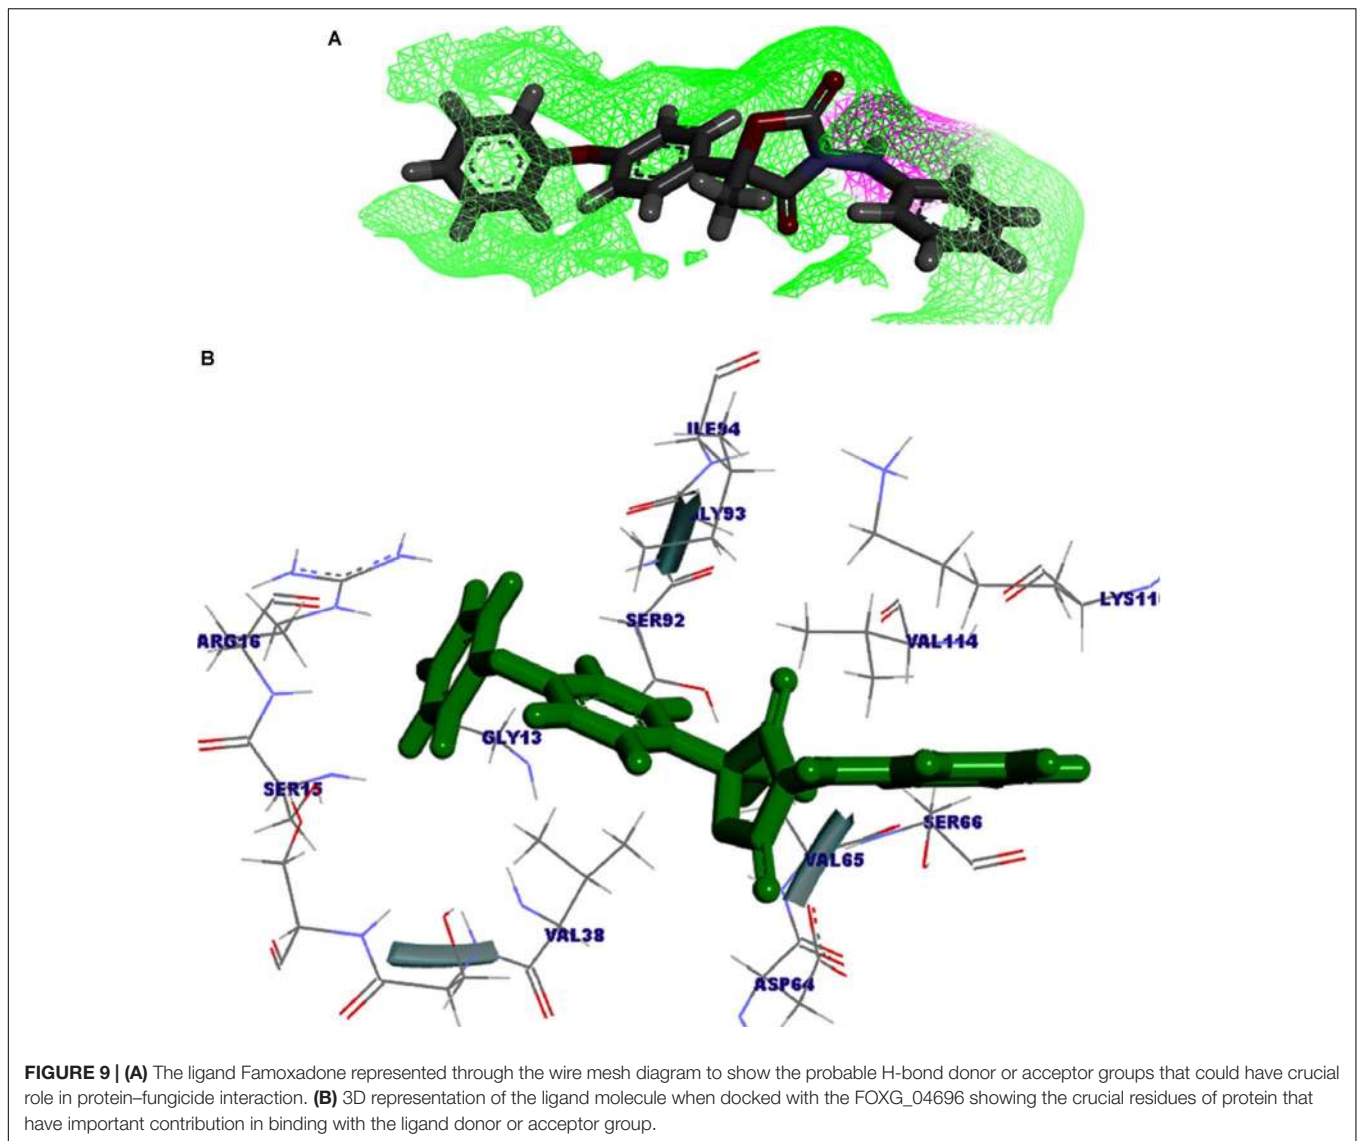 A
B
ILE94
GLY93
SER92
LYS11
ARG16
VAL114
GLY13
SER15
SER66
VAL65
VAL38
ASP64
FIGURE 9 | (A) The ligand Famoxadone represented through the wire mesh diagram to show the probable H-bond donor or acceptor groups that could have crucial
role in protein–fungicide interaction. (B) 3D representation of the ligand molecule when docked with the FOXG_04696 showing the crucial residues of protein that
have important contribution in binding with the ligand donor or acceptor group.